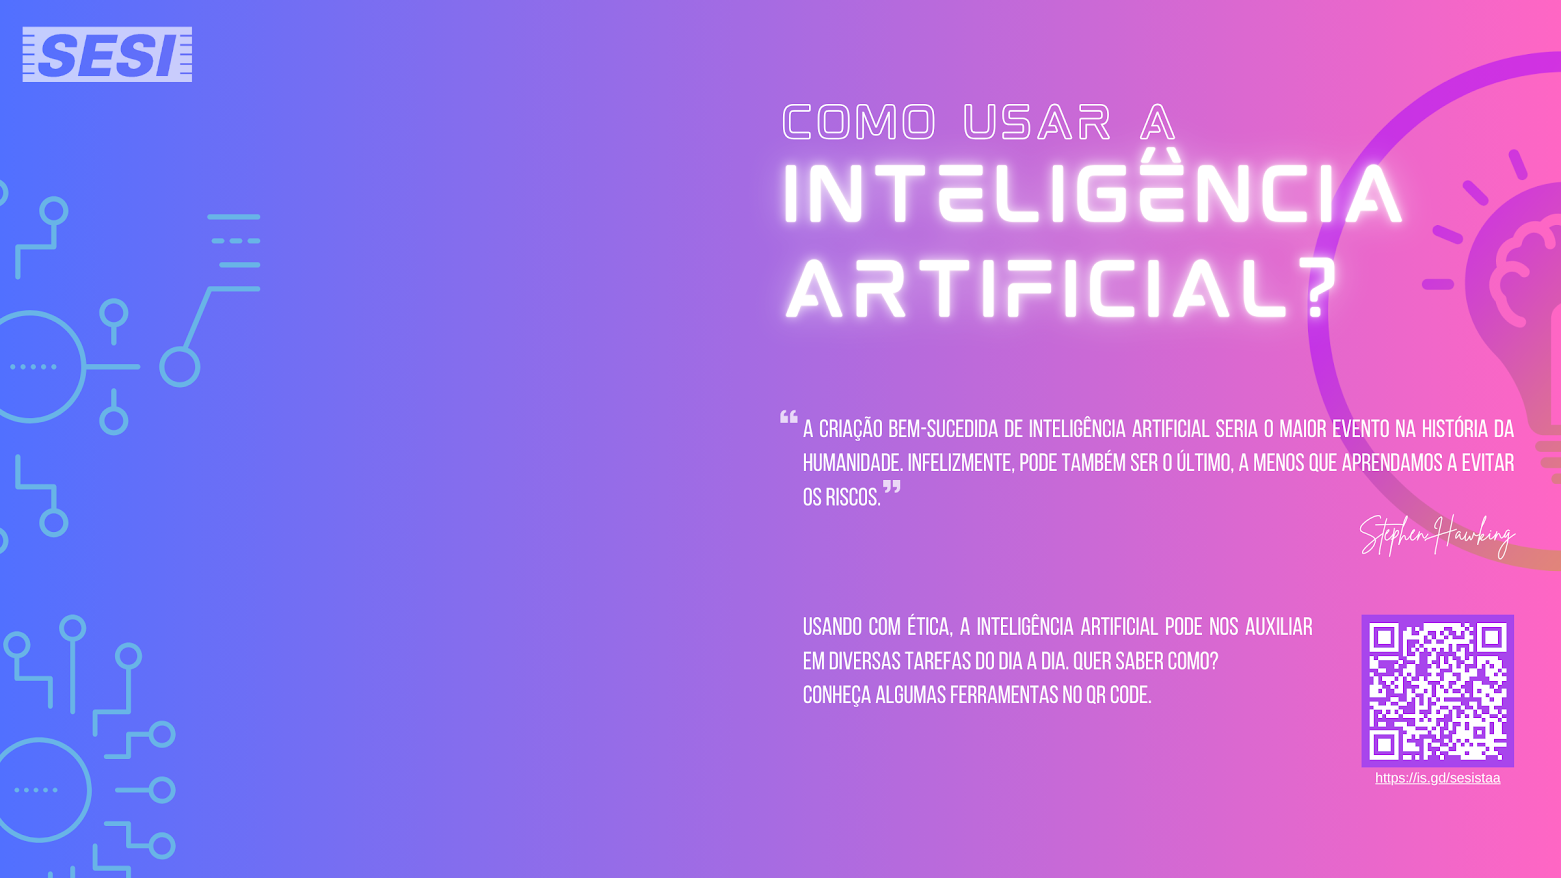 SESI
COMO USAR A
INTELIGÊNCIA
ARTIFICIAL?
“ A CRIAÇÃO BEM-SUCEDIDA DE INTELIGÊNCIA ARTIFICIAL SERIA O MAIOR EVENTO NA HISTÓRIA DA
HUMANIDADE. INFELIZMENTE, PODE TAMBÉM SER O ÚLTIMO, A MENOS QUE APRENDAMOS A EVITAR
OS RISCOS. ”
Stephen Hawking
USANDO COM ÉTICA, A INTELIGÊNCIA ARTIFICIAL PODE NOS AUXILIAR
EM DIVERSAS TAREFAS DO DIA A DIA. QUER SABER COMO?
CONHEÇA ALGUMAS FERRAMENTAS NO QR CODE.
https://is.gd/sesistaa